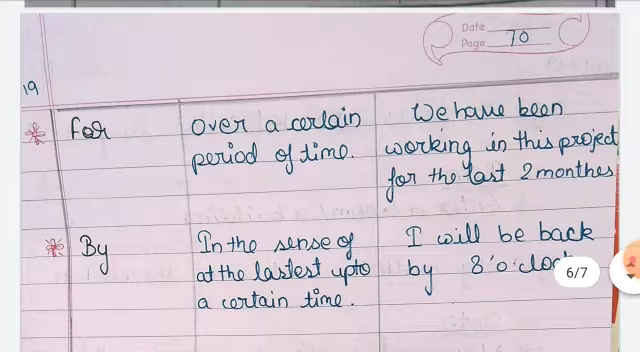 Date
Page 70
19
For
over a certain
period of time.
We have been
working in this project
for the last 2 monthes
By
In the sense of
at the lastest upto
a certain time.
I will be back
by 8'o'clock
6/7